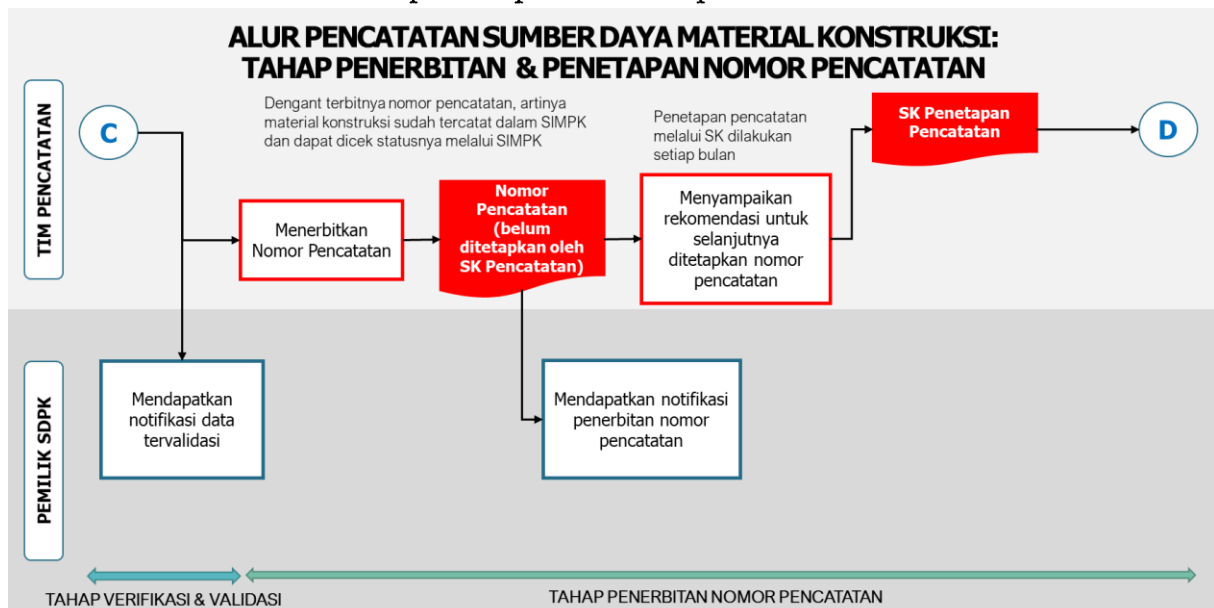 ALUR PENCATATAN SUMBER DAYA MATERIAL KONSTRUKSI:
TAHAP PENERBITAN & PENETAPAN NOMOR PENCATATAN
TIM PENCATATAN
C
Dengant terbitnya nomor pencatatan, artinya
material konstruksi sudah tercatat dalam SIMPK
dan dapat dicek statusnya melalui SIMPK
Penetapan pencatatan
melalui SK dilakukan
setiap bulan
SK Penetapan
Pencatatan
D
Menerbitkan
Nomor Pencatatan
Nomor
Pencatatan
(belum
ditetapkan oleh
SK Pencatatan)
Menyampaikan
rekomendasi untuk
selanjutnya
ditetapkan nomor
pencatatan
PEMILIK SDPK
Mendapatkan
notifikasi data
tervalidasi
Mendapatkan notifikasi
penerbitan nomor
pencatatan
TAHAP VERIFIKASI & VALIDASI
TAHAP PENERBITAN NOMOR PENCATATAN